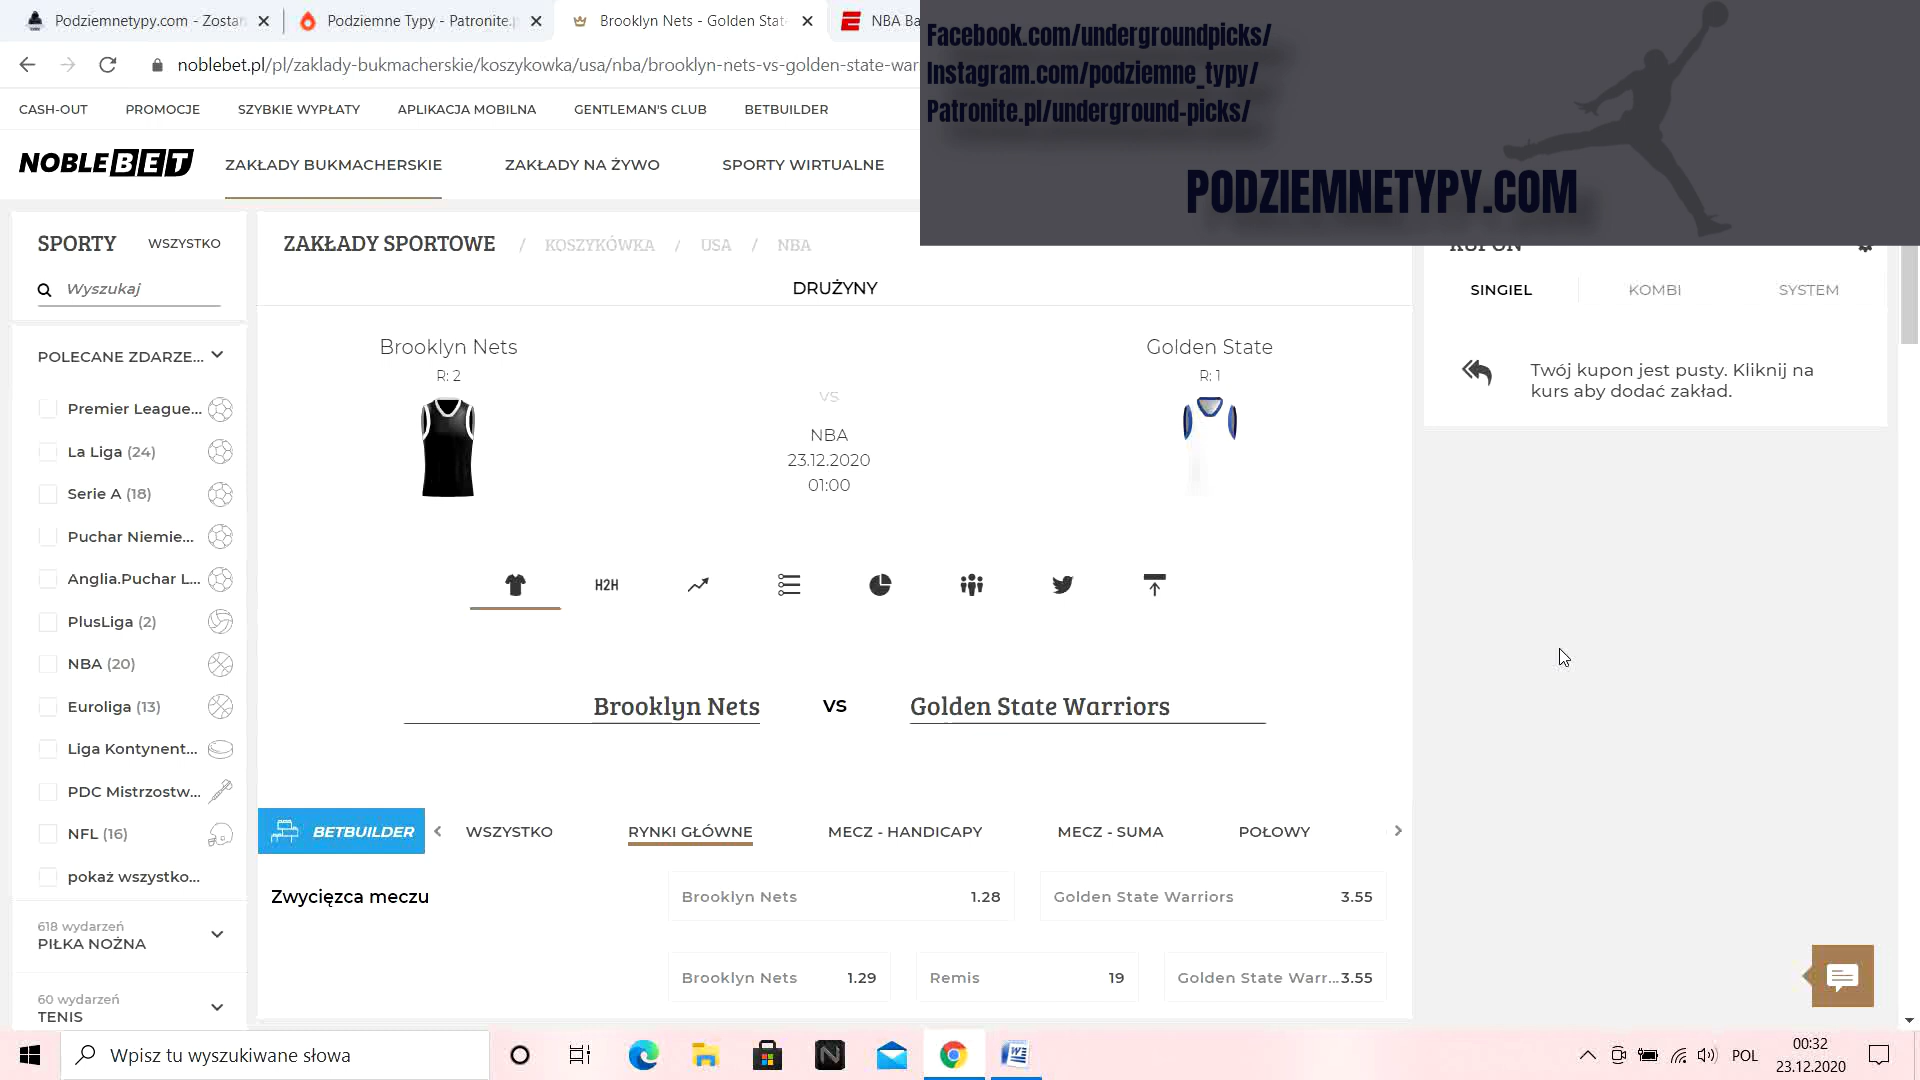 Podziemnetypy.com - Zostań
Podziemne Typy - Patronite.p
Brooklyn Nets - Golden Stat
NBA Ba
noblebet.pl/pl/zaklady-bukmacherskie/koszykowka/usa/nba/brooklyn-nets-vs-golden-state-war
Facebook.com/undergroundpicks/
Instagram.com/podziemne_typy/
Patronite.pl/underground-picks/
PODZIEMNETYPY.COM
CASH-OUT
PROMOCJE
SZYBKIE WYPŁATY
APLIKACJA MOBILNA
GENTLEMAN'S CLUB
BETBUILDER
NOBLEBET
ZAKŁADY BUKMACHERSKIE
ZAKŁADY NA ŻYWO
SPORTY WIRTUALNE
SPORTY
WSZYSTKO
Wyszukaj
POLECANE ZDARZE...
Premier League...
La Liga (24)
Serie A (18)
Puchar Niemie...
Anglia.Puchar L...
PlusLiga (2)
NBA (20)
Euroliga (13)
Liga Kontynent...
PDC Mistrzostw...
NFL (16)
pokaż wszystko...
618 wydarzeń
PIŁKA NOŻNA
60 wydarzeń
TENIS
ZAKŁADY SPORTOWE / KOSZYKÓWKA / USA / NBA
DRUŻYNY
Brooklyn Nets
R: 2
VS
NBA
23.12.2020
01:00
Golden State
R: 1
H2H
Brooklyn Nets VS Golden State Warriors
BETBUILDER
WSZYSTKO
RYNKI GŁÓWNE
MECZ - HANDICAPY
MECZ - SUMA
POŁOWY
Zwycięzca meczu
Brooklyn Nets 1.28
Golden State Warriors 3.55
Brooklyn Nets 1.29
Remis 19
Golden State Warr... 3.55
KUPON
SINGIEL
KOMBI
SYSTEM
Twój kupon jest pusty. Kliknij na
kurs aby dodać zakład.
Wpisz tu wyszukiwane słowa
POL
00:32
23.12.2020